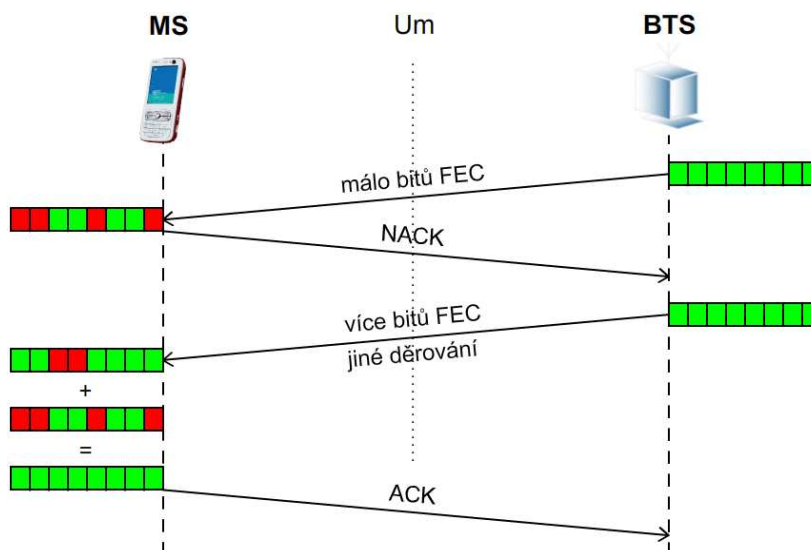 MS Um BTS
málo bitů FEC
NACK
více bitů FEC
jiné děrování
+
=
ACK